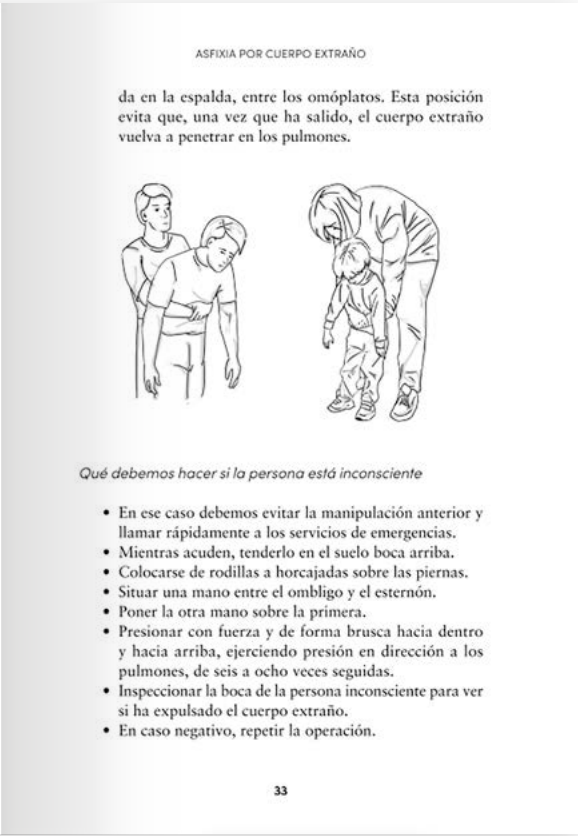 ASFIXIA POR CUERPO EXTRAÑO
da en la espalda, entre los omóplatos. Esta posición
evita que, una vez que ha salido, el cuerpo extraño
vuelva a penetrar en los pulmones.
Qué debemos hacer si la persona está inconsciente
• En ese caso debemos evitar la manipulación anterior y
llamar rápidamente a los servicios de emergencias.
• Mientras acuden, tenderlo en el suelo boca arriba.
• Colocarse de rodillas a horcajadas sobre las piernas.
• Situar una mano entre el ombligo y el esternón.
• Poner la otra mano sobre la primera.
• Presionar con fuerza y de forma brusca hacia dentro
y hacia arriba, ejerciendo presión en dirección a los
pulmones, de seis a ocho veces seguidas.
• Inspeccionar la boca de la persona inconsciente para ver
si ha expulsado el cuerpo extraño.
• En caso negativo, repetir la operación.
33